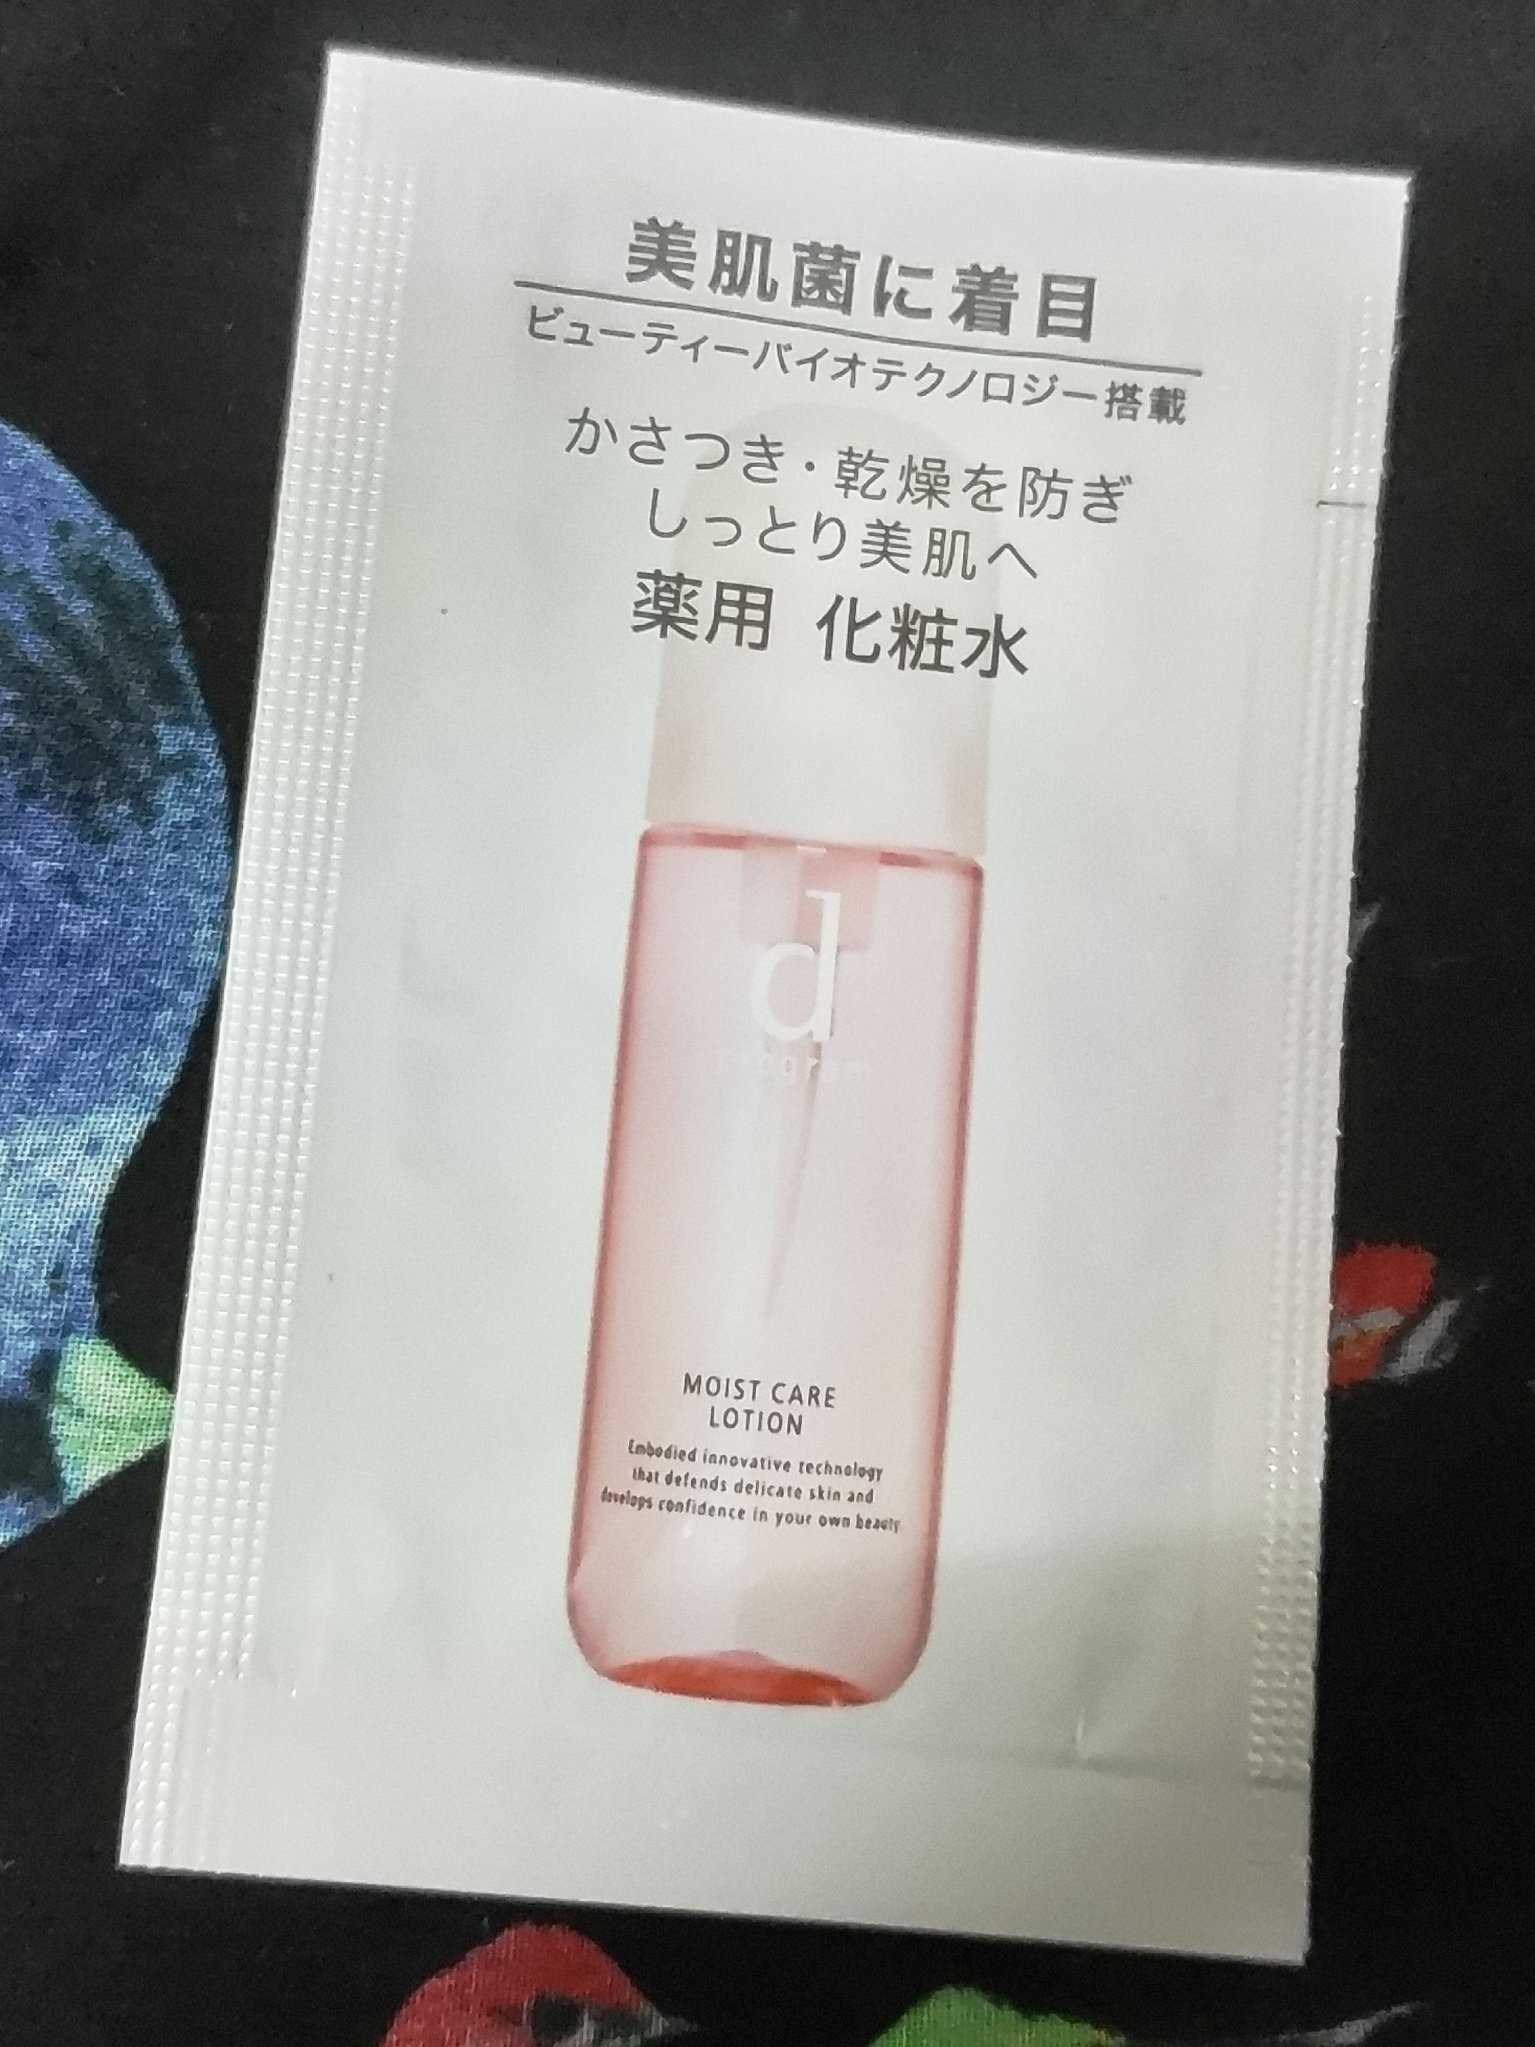 美肌菌に着目
ビューティーバイオテクノロジー搭載
かさつき・乾燥を防ぎ
しっとり美肌へ
薬用 化粧水
d
MOIST CARE
LOTION
Embodied innovative technology
that defends delicate skin and
develops confidence in your own beauty